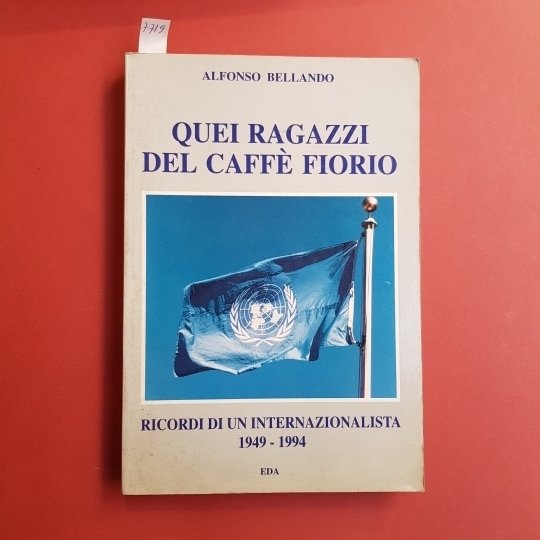 7719
ALFONSO BELLANDO
QUEI RAGAZZI
DEL CAFFÈ FIORIO
RICORDI DI UN INTERNAZIONALISTA
1949 - 1994
EDA